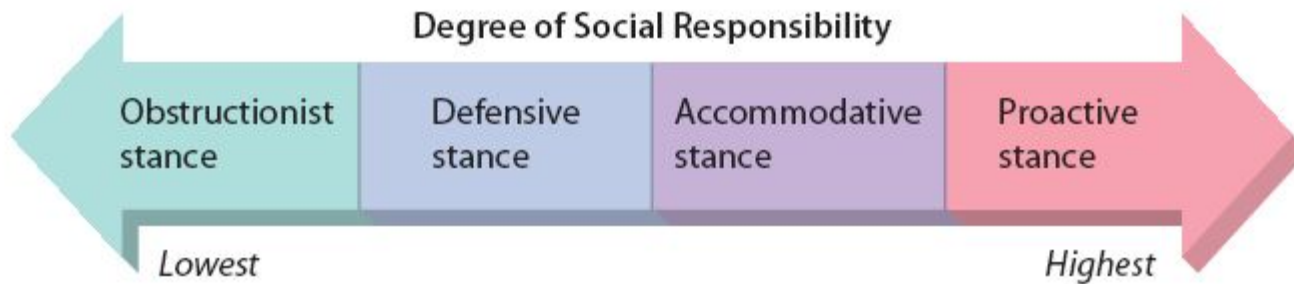 Degree of Social Responsibility
Obstructionist
stance
Defensive
stance
Accommodative
stance
Proactive
stance
Lowest
Highest